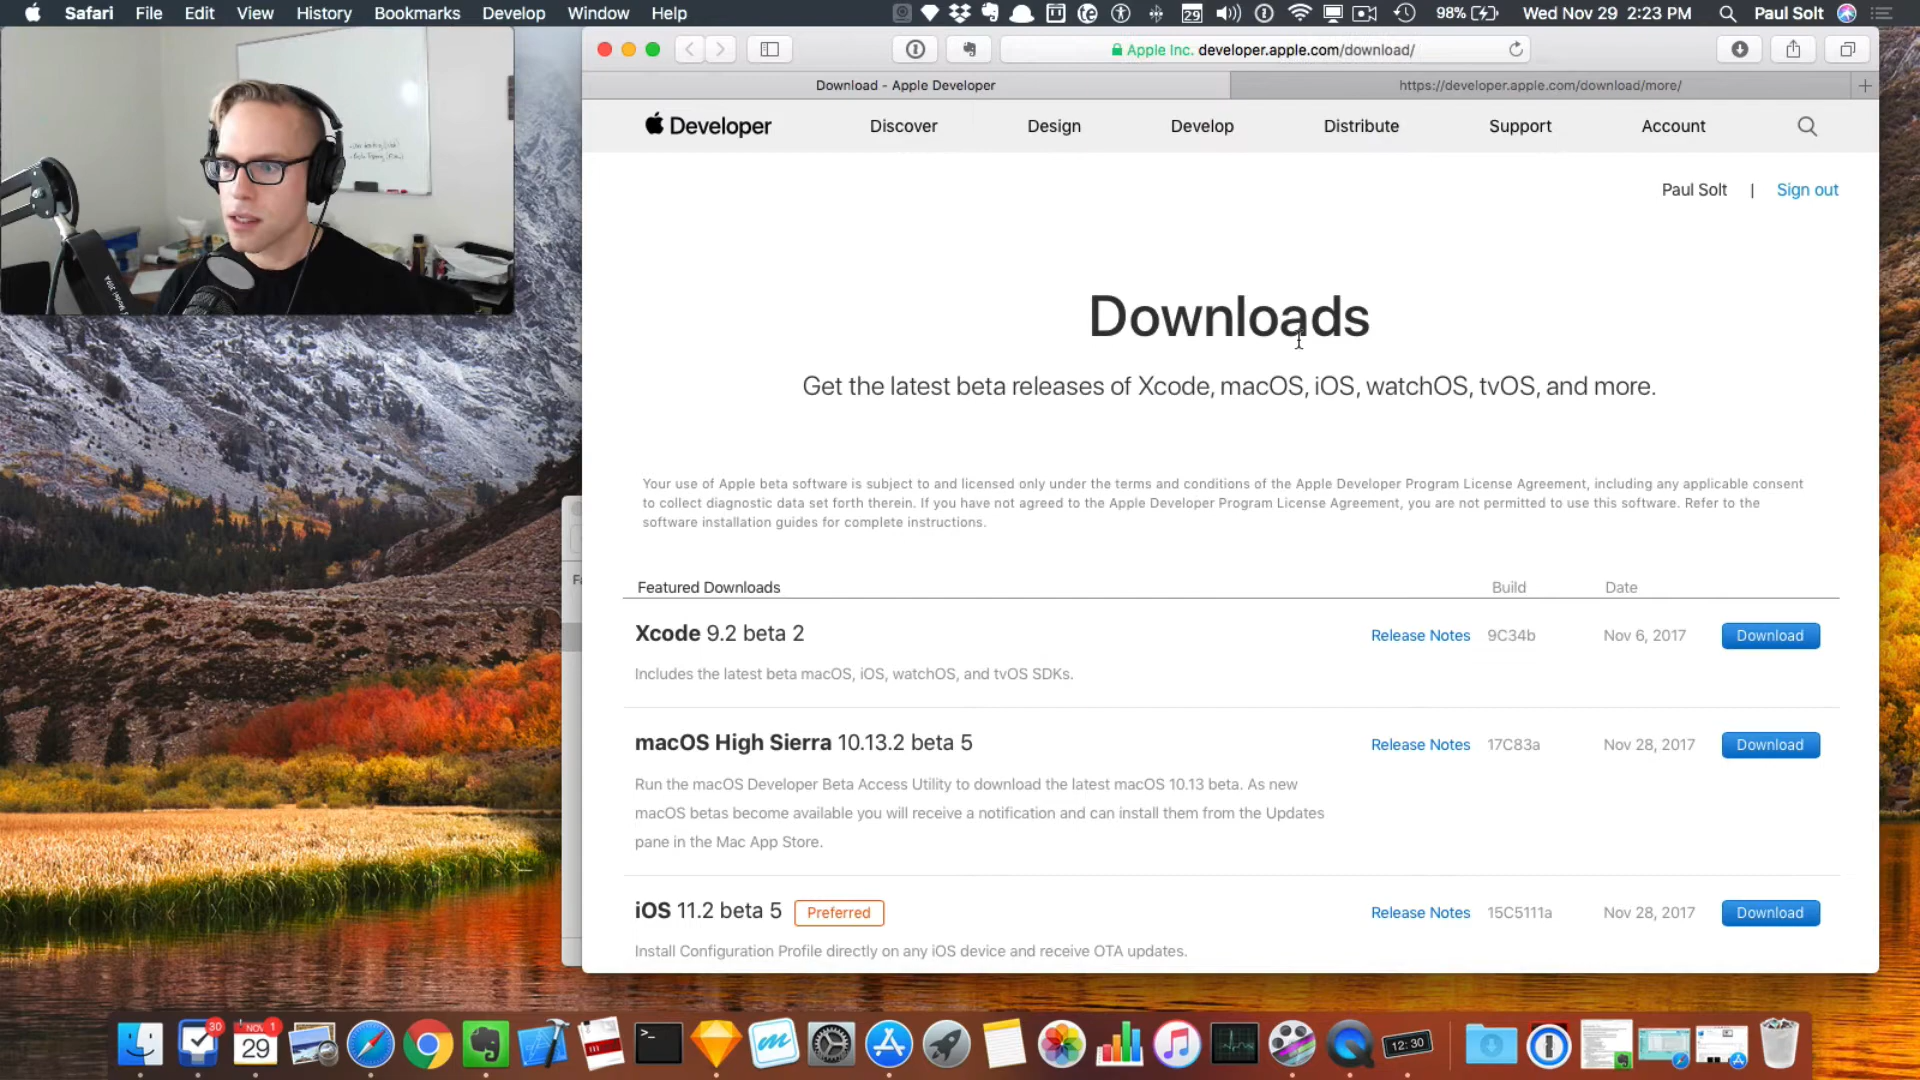 Safari File Edit View History Bookmarks Develop Window Help 29 98% Wed Nov 29 2:23 PM Paul Solt
Apple Inc. developer.apple.com/download/
Download - Apple Developer
https://developer.apple.com/download/more/
Developer Discover Design Develop Distribute Support Account
Paul Solt | Sign out
Downloads
Get the latest beta releases of Xcode, macOS, iOS, watchOS, tvOS, and more.
Your use of Apple beta software is subject to and licensed only under the terms and conditions of the Apple Developer Program License Agreement, including any applicable consent
to collect diagnostic data set forth therein. If you have not agreed to the Apple Developer Program License Agreement, you are not permitted to use this software. Refer to the
software installation guides for complete instructions.
Featured Downloads Build Date
Xcode 9.2 beta 2 Release Notes 9C34b Nov 6, 2017 Download
Includes the latest beta macOS, iOS, watchOS, and tvOS SDKs.
macOS High Sierra 10.13.2 beta 5 Release Notes 17C83a Nov 28, 2017 Download
Run the macOS Developer Beta Access Utility to download the latest macOS 10.13 beta. As new
macOS betas become available you will receive a notification and can install them from the Updates
pane in the Mac App Store.
iOS 11.2 beta 5 Preferred Release Notes 15C5111a Nov 28, 2017 Download
Install Configuration Profile directly on any iOS device and receive OTA updates.
30
NOV 1
29
12:30